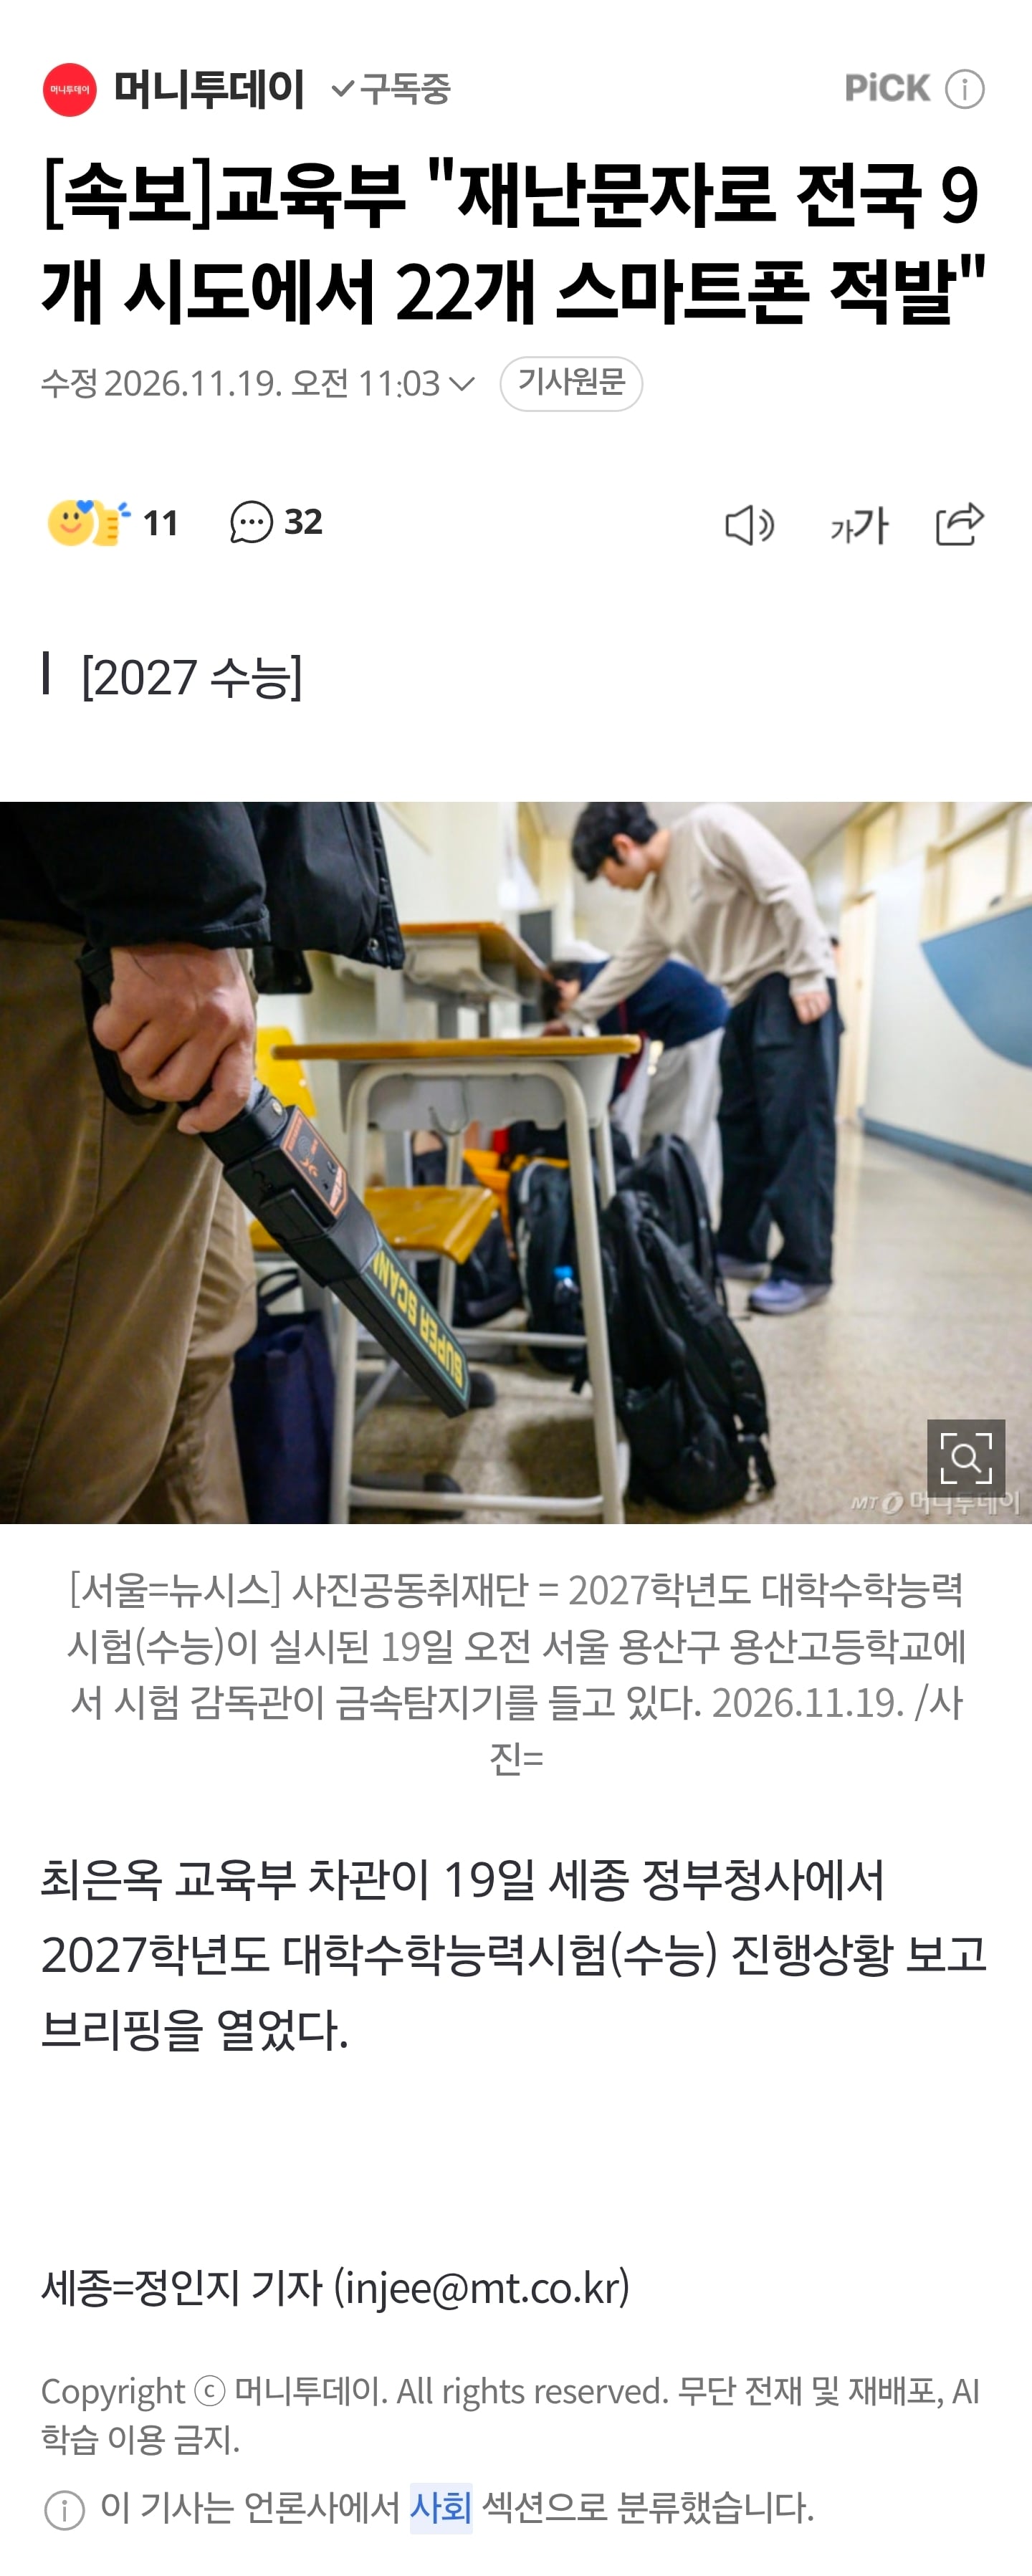 머니투데이
머니투데이
구독중
PiCK
[속보]교육부 "재난문자로 전국 9
개 시도에서 22개 스마트폰 적발"
수정 2026.11.19. 오전 11:03
기사원문
11
32
가가
[2027 수능]
SUPER SCANN
MT 머니투데이
[서울=뉴시스] 사진공동취재단 = 2027학년도 대학수학능력
시험(수능)이 실시된 19일 오전 서울 용산구 용산고등학교에
서 시험 감독관이 금속탐지기를 들고 있다. 2026.11.19. /사
진=
최은옥 교육부 차관이 19일 세종 정부청사에서
2027학년도 대학수학능력시험(수능) 진행상황 보고
브리핑을 열었다.
세종=정인지 기자 (injee@mt.co.kr)
Copyright ⓒ 머니투데이. All rights reserved. 무단 전재 및 재배포, AI
학습 이용 금지.
이 기사는 언론사에서 사회 섹션으로 분류했습니다.